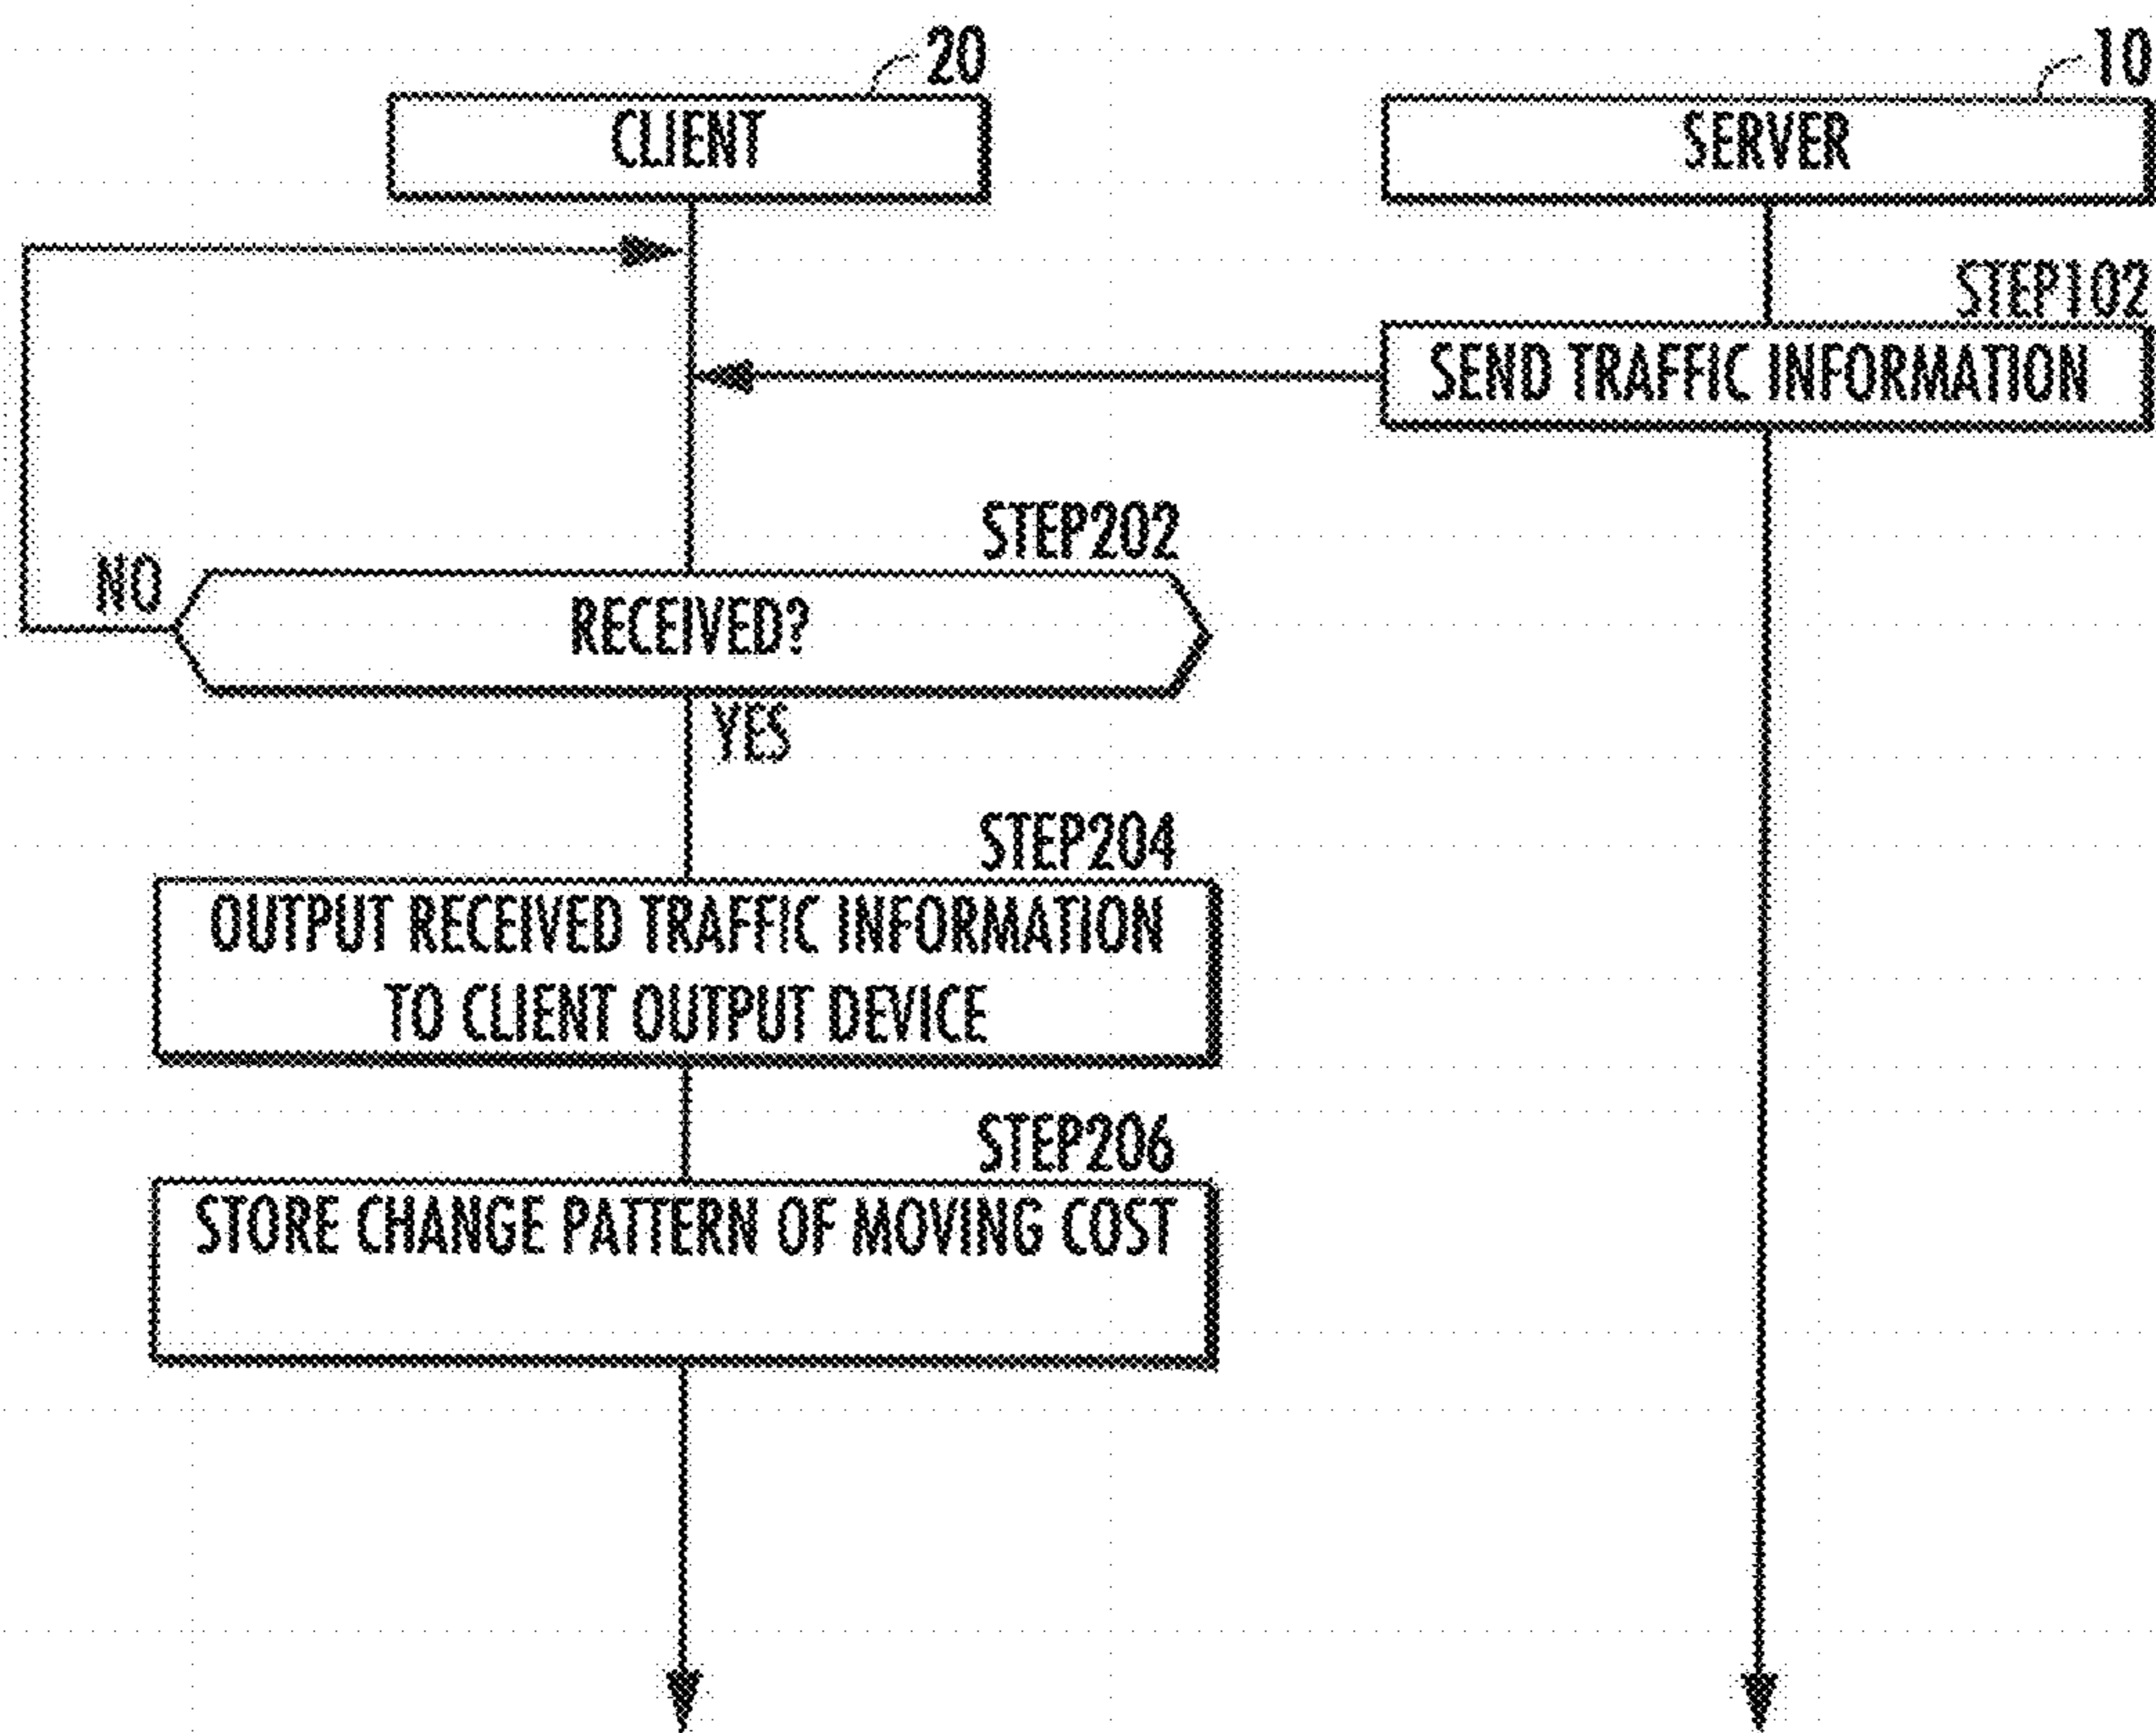 20
10
CLIENT
SERVER
STEP102
SEND TRAFFIC INFORMATION
STEP202
NO
RECEIVED?
YES
STEP204
OUTPUT RECEIVED TRAFFIC INFORMATION
TO CLIENT OUTPUT DEVICE
STEP206
STORE CHANGE PATTERN OF MOVING COST